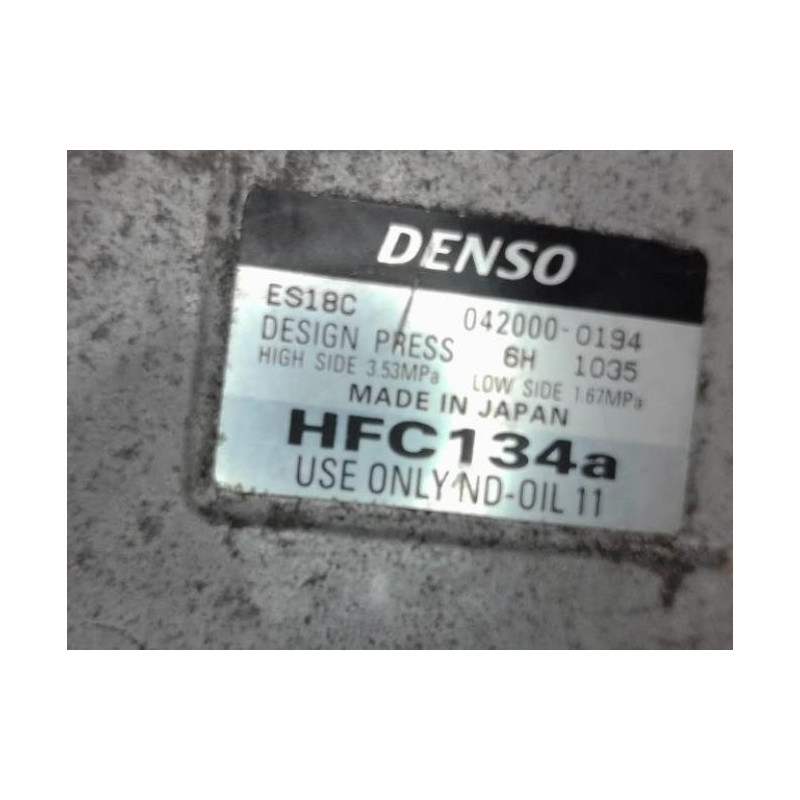 DENSO
ES18C 042000-0194
DESIGN PRESS 6H 1035
HIGH SIDE 3.53MPa LOW SIDE 1.67MPa
MADE IN JAPAN
HFC134a
USE ONLY ND-OIL 11